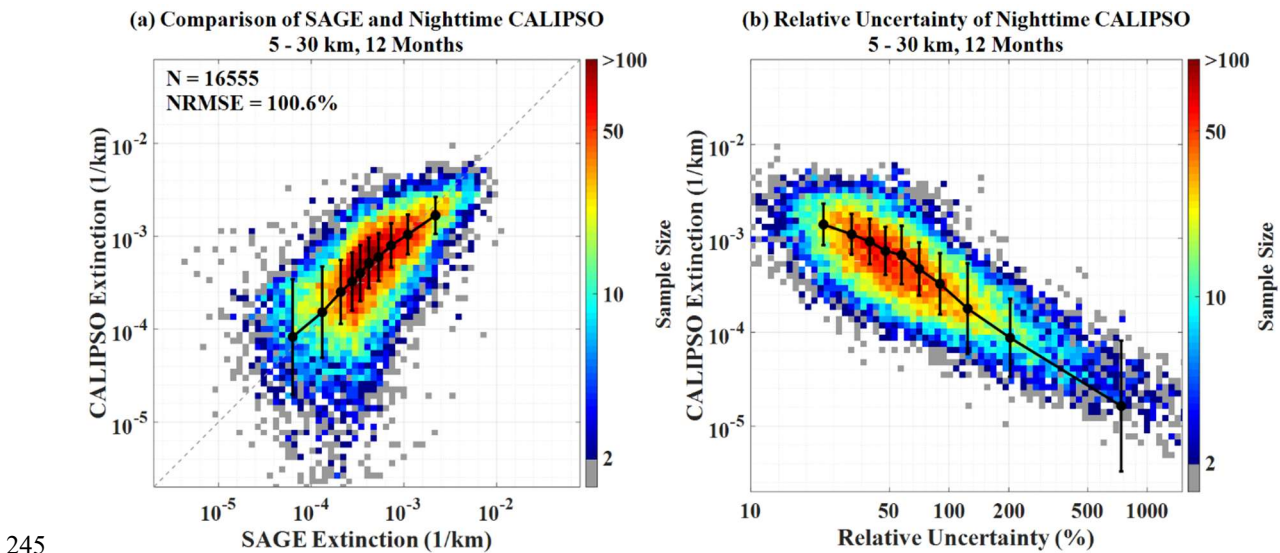 (a) Comparison of SAGE and Nighttime CALIPSO
5 - 30 km, 12 Months
N = 16555
NRMSE = 100.6%
CALIPSO Extinction (1/km)
10⁻²
10⁻³
10⁻⁴
10⁻⁵
10⁻⁵ 10⁻⁴ 10⁻³ 10⁻²
SAGE Extinction (1/km)
>100
50
10
2
Sample Size
(b) Relative Uncertainty of Nighttime CALIPSO
5 - 30 km, 12 Months
CALIPSO Extinction (1/km)
10⁻²
10⁻³
10⁻⁴
10⁻⁵
10 50 100 200 500 1000
Relative Uncertainty (%)
>100
50
10
2
Sample Size
245